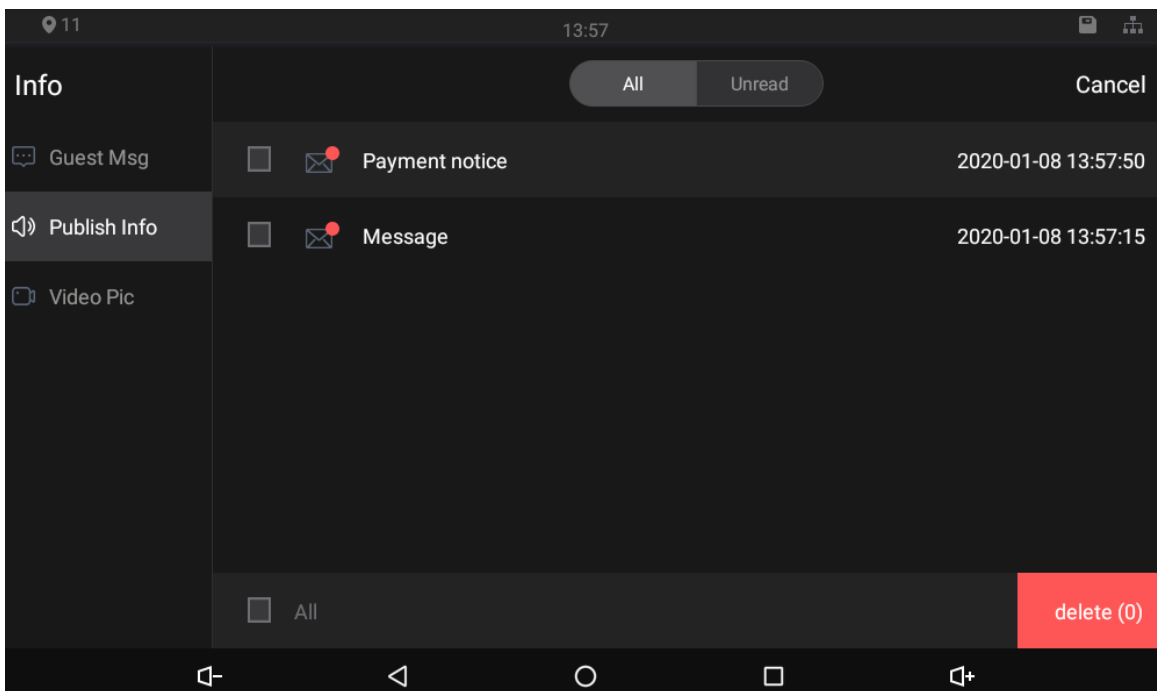 11
13:57
Info
All
Unread
Cancel
Guest Msg
Publish Info
Video Pic
Payment notice
2020-01-08 13:57:50
Message
2020-01-08 13:57:15
All
delete (0)